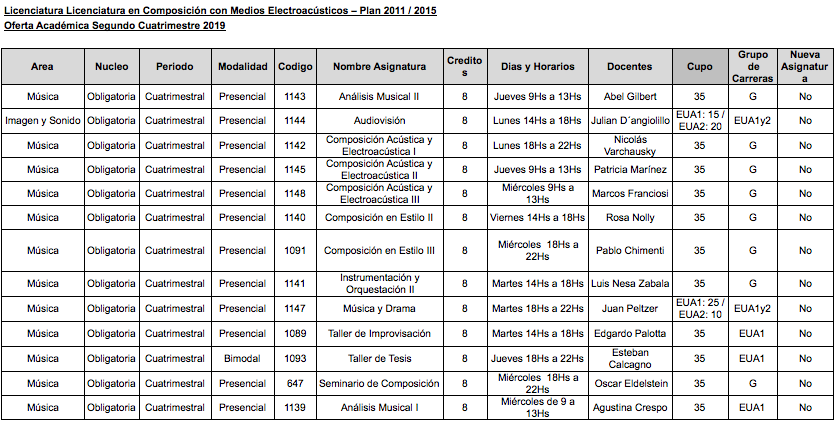 Licenciatura Licenciatura en Composición con Medios Electroacústicos – Plan 2011 / 2015
Oferta Académica Segundo Cuatrimestre 2019
Area Nucleo Periodo Modalidad Codigo Nombre Asignatura Creditos Dias y Horarios Docentes Cupo Grupo de Carreras Nueva Asignatura
Música Obligatoria Cuatrimestral Presencial 1143 Análisis Musical II 8 Jueves 9Hs a 13Hs Abel Gilbert 35 G No
Imagen y Sonido Obligatoria Cuatrimestral Presencial 1144 Audiovisión 8 Lunes 14Hs a 18Hs Julian D´angiolillo EUA1: 15 / EUA2: 20 EUA1y2 No
Música Obligatoria Cuatrimestral Presencial 1142 Composición Acústica y Electroacústica I 8 Lunes 18Hs a 22Hs Nicolás Varchausky 35 G No
Música Obligatoria Cuatrimestral Presencial 1145 Composición Acústica y Electroacústica II 8 Jueves 9Hs a 13Hs Patricia Marínez 35 G No
Música Obligatoria Cuatrimestral Presencial 1148 Composición Acústica y Electroacústica III 8 Miércoles 9Hs a 13Hs Marcos Franciosi 35 G No
Música Obligatoria Cuatrimestral Presencial 1140 Composición en Estilo II 8 Viernes 14Hs a 18Hs Rosa Nolly 35 G No
Música Obligatoria Cuatrimestral Presencial 1091 Composición en Estilo III 8 Miércoles 18Hs a 22Hs Pablo Chimenti 35 G No
Música Obligatoria Cuatrimestral Presencial 1141 Instrumentación y Orquestación II 8 Martes 14Hs a 18Hs Luis Nesa Zabala 35 G No
Música Obligatoria Cuatrimestral Presencial 1147 Música y Drama 8 Martes 18Hs a 22Hs Juan Peltzer EUA1: 25 / EUA2: 10 EUA1y2 No
Música Obligatoria Cuatrimestral Presencial 1089 Taller de Improvisación 8 Martes 14Hs a 18Hs Edgardo Palotta 35 EUA1 No
Música Obligatoria Cuatrimestral Bimodal 1093 Taller de Tesis 8 Jueves 18Hs a 22Hs Esteban Calcagno 35 EUA1 No
Música Obligatoria Cuatrimestral Presencial 647 Seminario de Composición 8 Miércoles 18Hs a 22Hs Oscar Eldelstein 35 G No
Música Obligatoria Cuatrimestral Presencial 1139 Análisis Musical I 8 Miércoles de 9 a 13Hs Agustina Crespo 35 EUA1 No